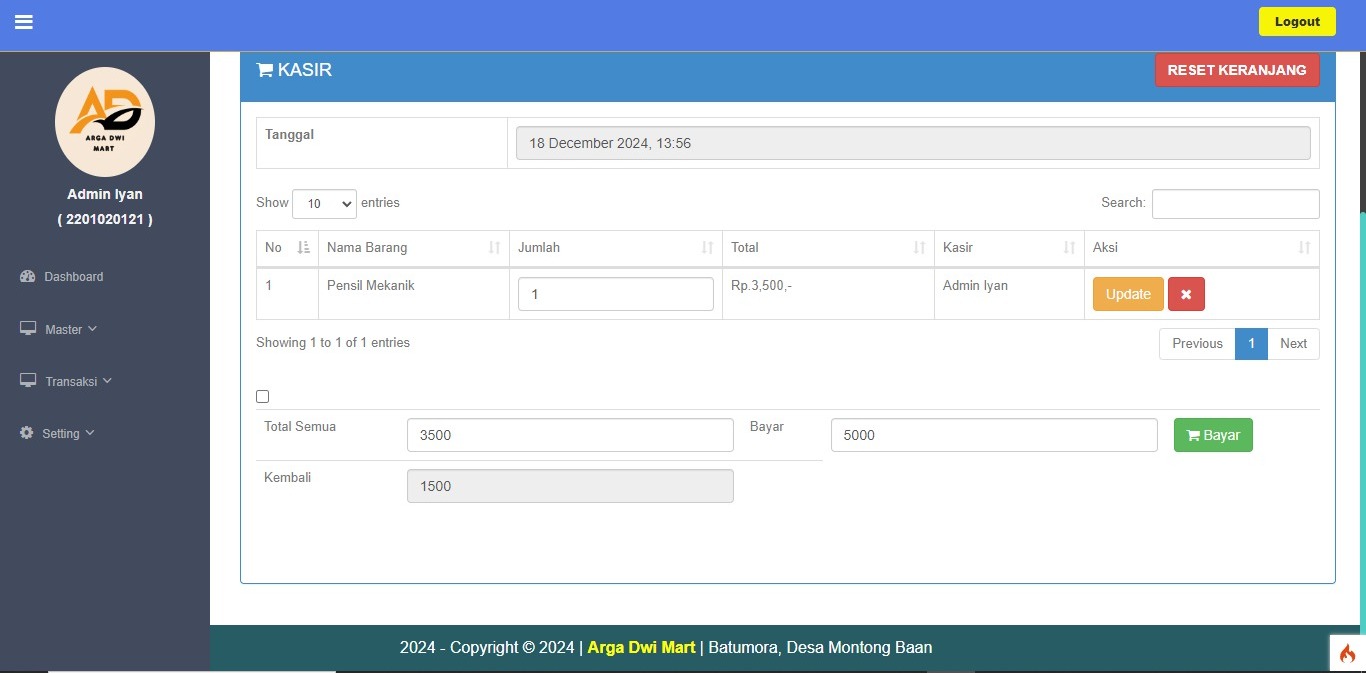 Logout
AD
ARGA DWI
MART
Admin Iyan
( 2201020121 )
Dashboard
Master
Transaksi
Setting
KASIR
RESET KERANJANG
Tanggal
18 December 2024, 13:56
Show 10 entries
Search:
No Nama Barang Jumlah Total Kasir Aksi
1 Pensil Mekanik 1 Rp.3,500,- Admin Iyan Update
Showing 1 to 1 of 1 entries
Previous 1 Next
Total Semua 3500 Bayar 5000 Bayar
Kembali 1500
2024 - Copyright © 2024 | Arga Dwi Mart | Batumora, Desa Montong Baan